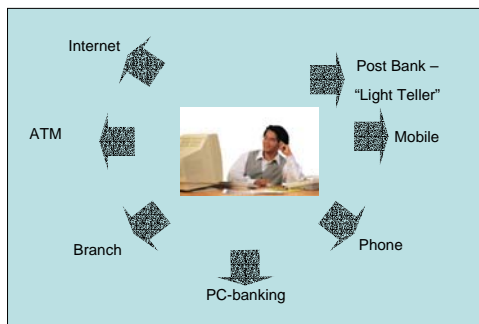 Internet
Post Bank –
“Light Teller”
ATM
Mobile
Branch
Phone
PC-banking